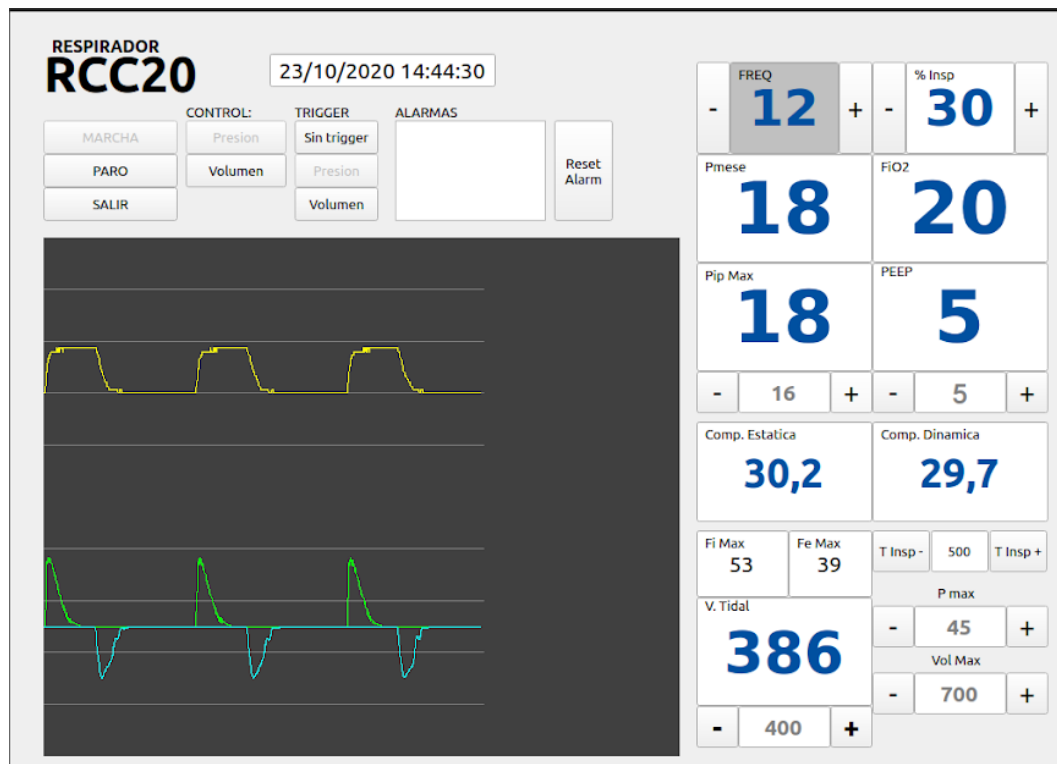 RESPIRADOR
RCC20
23/10/2020 14:44:30
CONTROL: TRIGGER ALARMAS
MARCHA Presion Sin trigger
PARO Volumen Presion Reset
Alarm
SALIR Volumen
FREQ % Insp
- 12 + - 30 +
Pmese FiO2
18 20
Pip Max PEEP
18 5
- 16 + - 5 +
Comp. Estatica Comp. Dinamica
30,2 29,7
Fi Max Fe Max
53 39
T Insp - 500 T Insp +
V. Tidal
386
- 400 +
P max
- 45 +
Vol Max
- 700 +